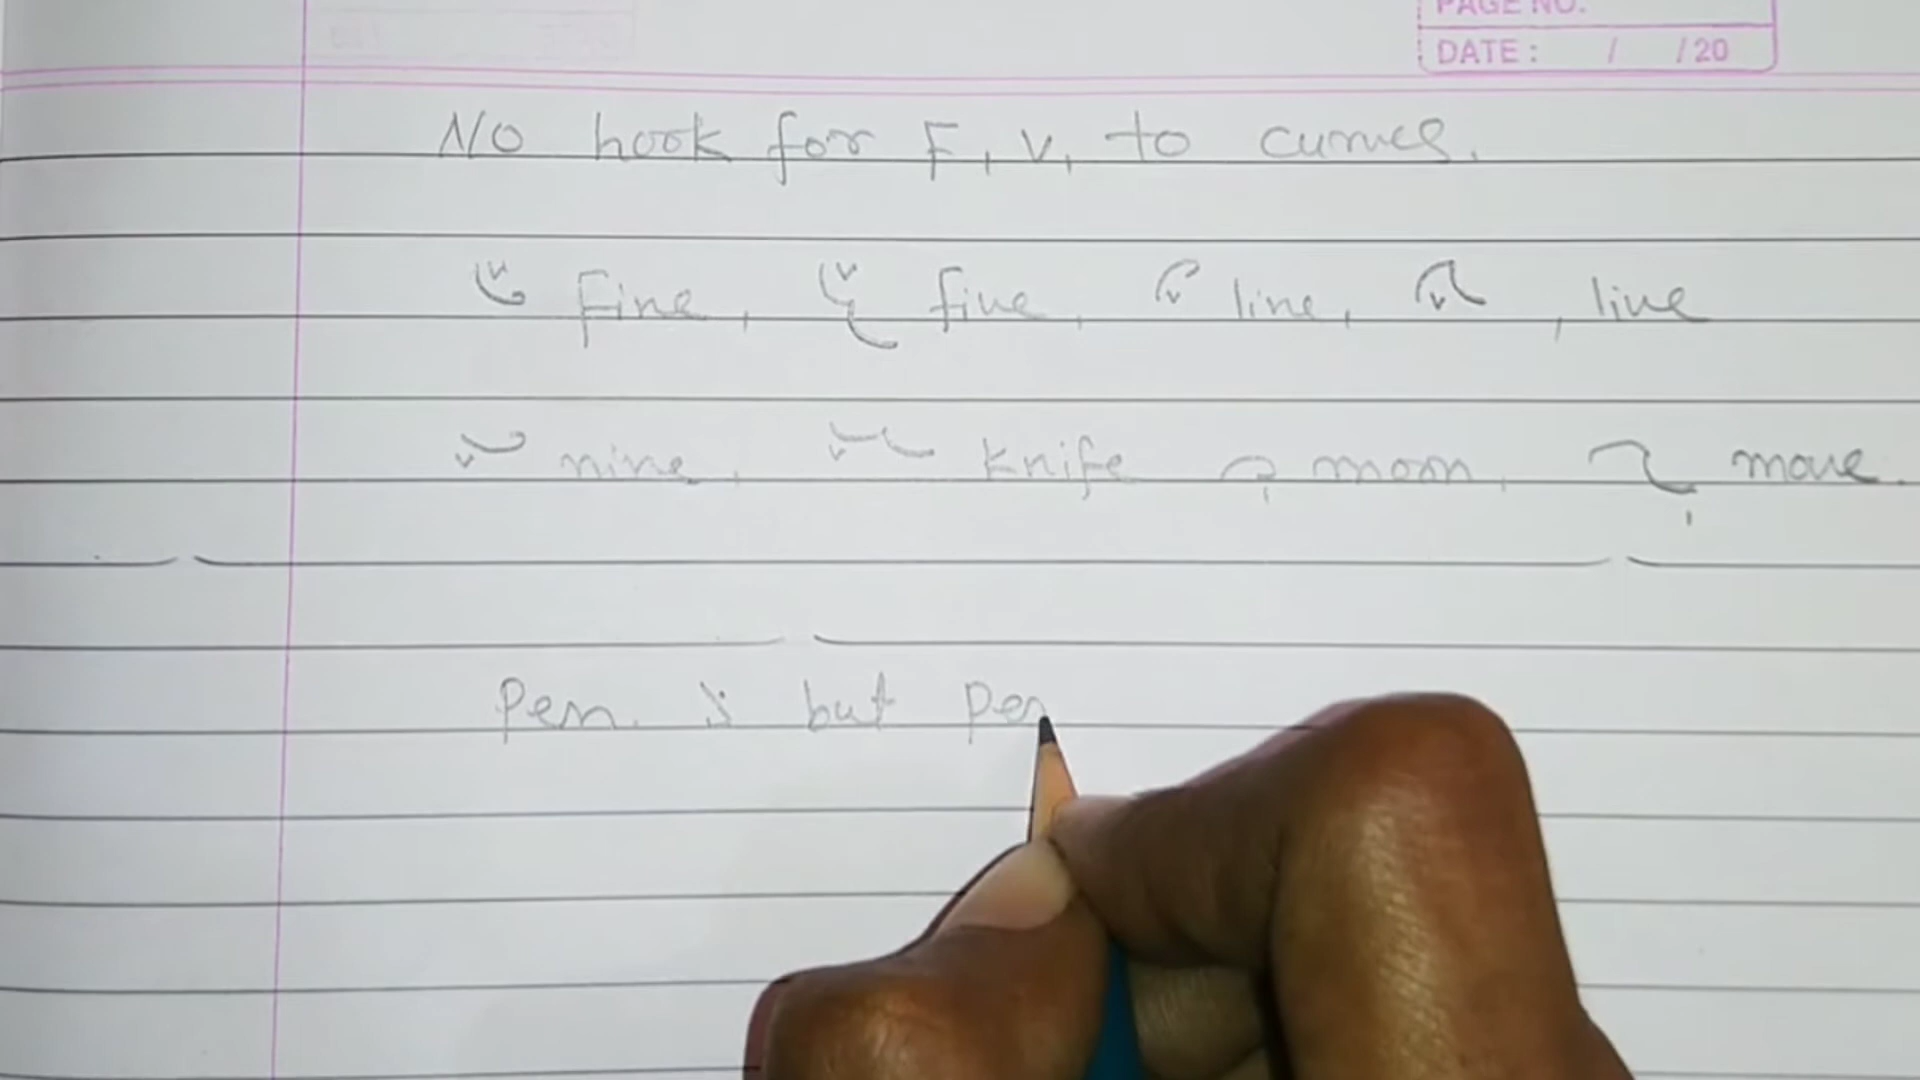 PAGE NO.
DATE : / /20
No hook for F, V, to curves.
Fine, five, line, live
nine, knife moon, move.
Pen. but Pen